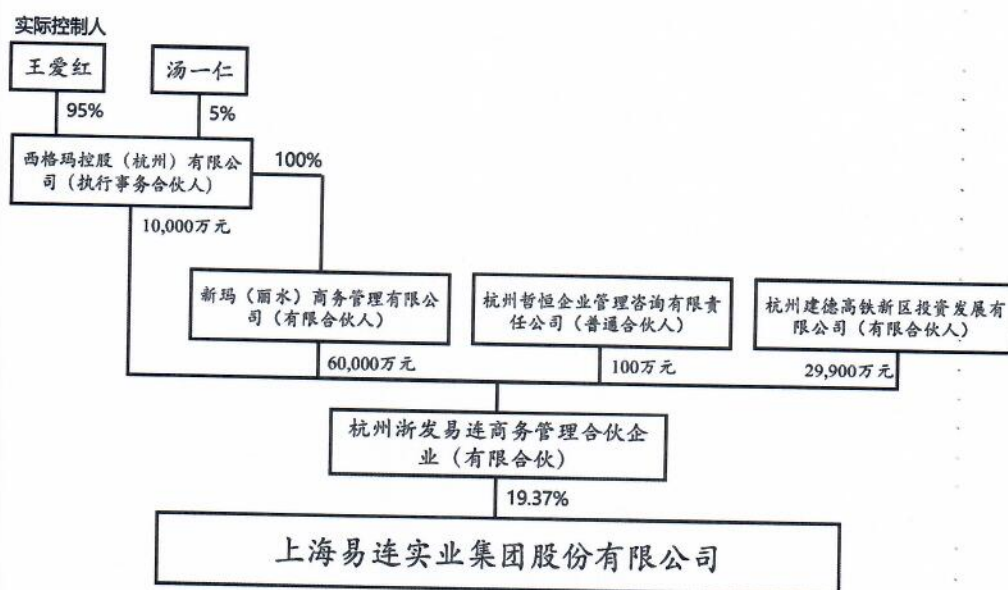 实际控制人
王爱红
汤一仁
95%
5%
西格玛控股（杭州）有限公
司（执行事务合伙人）
100%
10,000万元
新玛（丽水）商务管理有限公
司（有限合伙人）
杭州哲恒企业管理咨询有限责
任公司（普通合伙人）
杭州建德高铁新区投资发展有
限公司（有限合伙人）
60,000万元
100万元
29,900万元
杭州浙发易连商务管理合伙企
业（有限合伙）
19.37%
上海易连实业集团股份有限公司